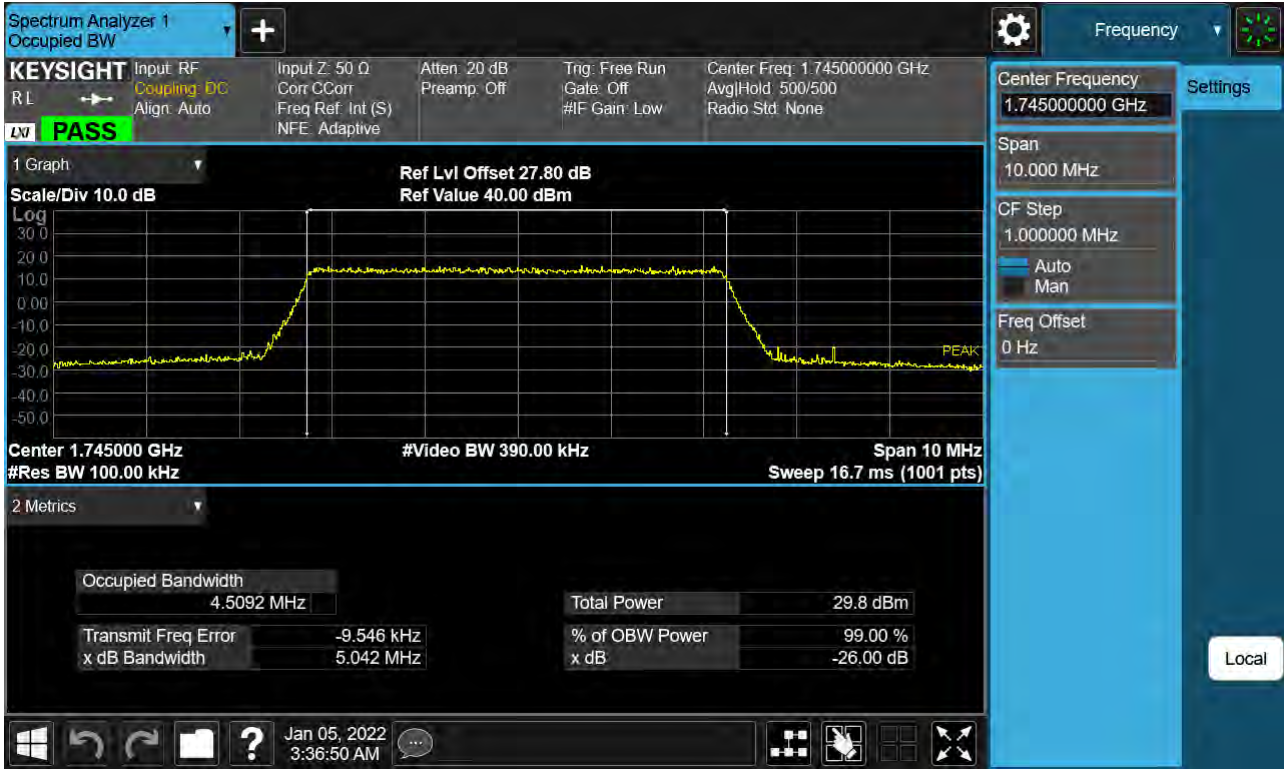 Spectrum Analyzer 1
Occupied BW
Frequency
KEYSIGHT
R L
LXI
PASS
Input: RF
Coupling: DC
Align: Auto
Input Z: 50 Ω
Corr CCorr
Freq Ref: Int (S)
NFE: Adaptive
Atten: 20 dB
Preamp: Off
Trig: Free Run
Gate: Off
#IF Gain: Low
Center Freq: 1.745000000 GHz
Avg|Hold: 500/500
Radio Std: None
1 Graph
Scale/Div 10.0 dB
Ref Lvl Offset 27.80 dB
Ref Value 40.00 dBm
Log
30.0
20.0
10.0
0.00
-10.0
-20.0
-30.0
-40.0
-50.0
PEAK
Center 1.745000 GHz
#Video BW 390.00 kHz
Span 10 MHz
#Res BW 100.00 kHz
Sweep 16.7 ms (1001 pts)
2 Metrics
Occupied Bandwidth
4.5092 MHz
Total Power 29.8 dBm
Transmit Freq Error -9.546 kHz
% of OBW Power 99.00 %
x dB Bandwidth 5.042 MHz
x dB -26.00 dB
Center Frequency
1.745000000 GHz
Settings
Span
10.000 MHz
CF Step
1.000000 MHz
Auto
Man
Freq Offset
0 Hz
Local
?
Jan 05, 2022
3:36:50 AM